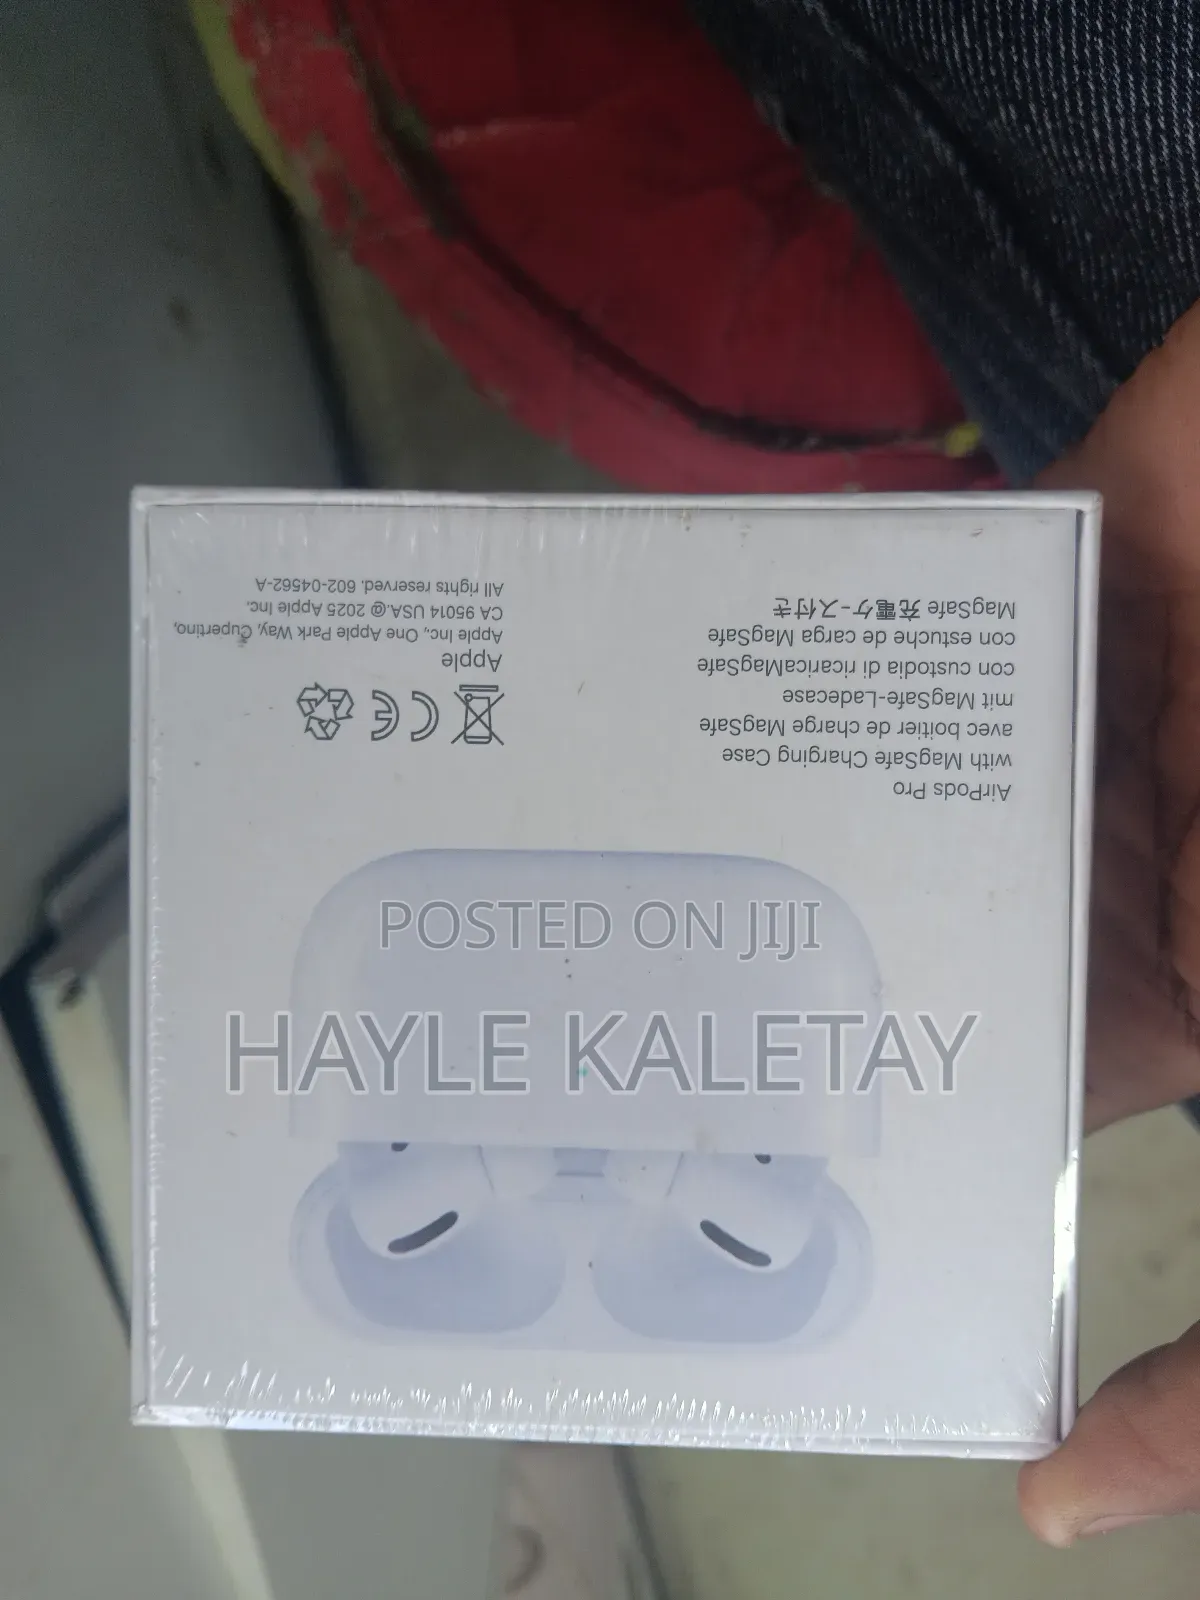 AirPods Pro
with MagSafe Charging Case
avec boitier de charge MagSafe
mit MagSafe-Ladecase
con custodia di ricaricaMagSafe
con estuche de carga MagSafe
MagSafe 充電ケース付き
Apple
Apple Inc., One Apple Park Way, Cupertino,
CA 95014 USA.@ 2025 Apple Inc.
All rights reserved. 602-04562-A
POSTED ON JIJI
HAYLE KALETAY